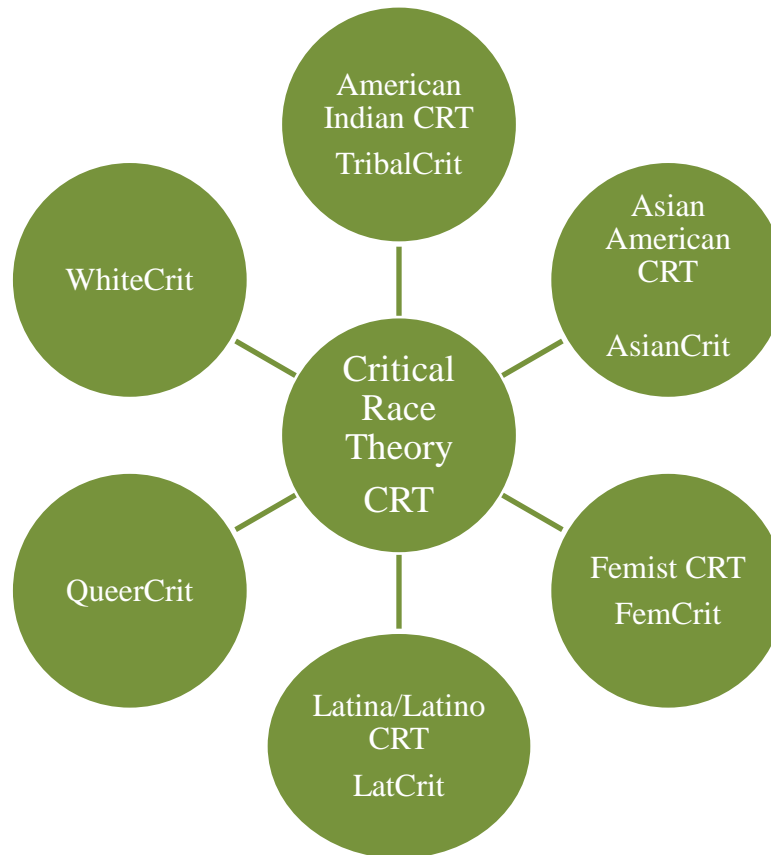 American
Indian CRT
TribalCrit
Asian
American
CRT
AsianCrit
WhiteCrit
Critical
Race
Theory
CRT
Femist CRT
FemCrit
QueerCrit
Latina/Latino
CRT
LatCrit